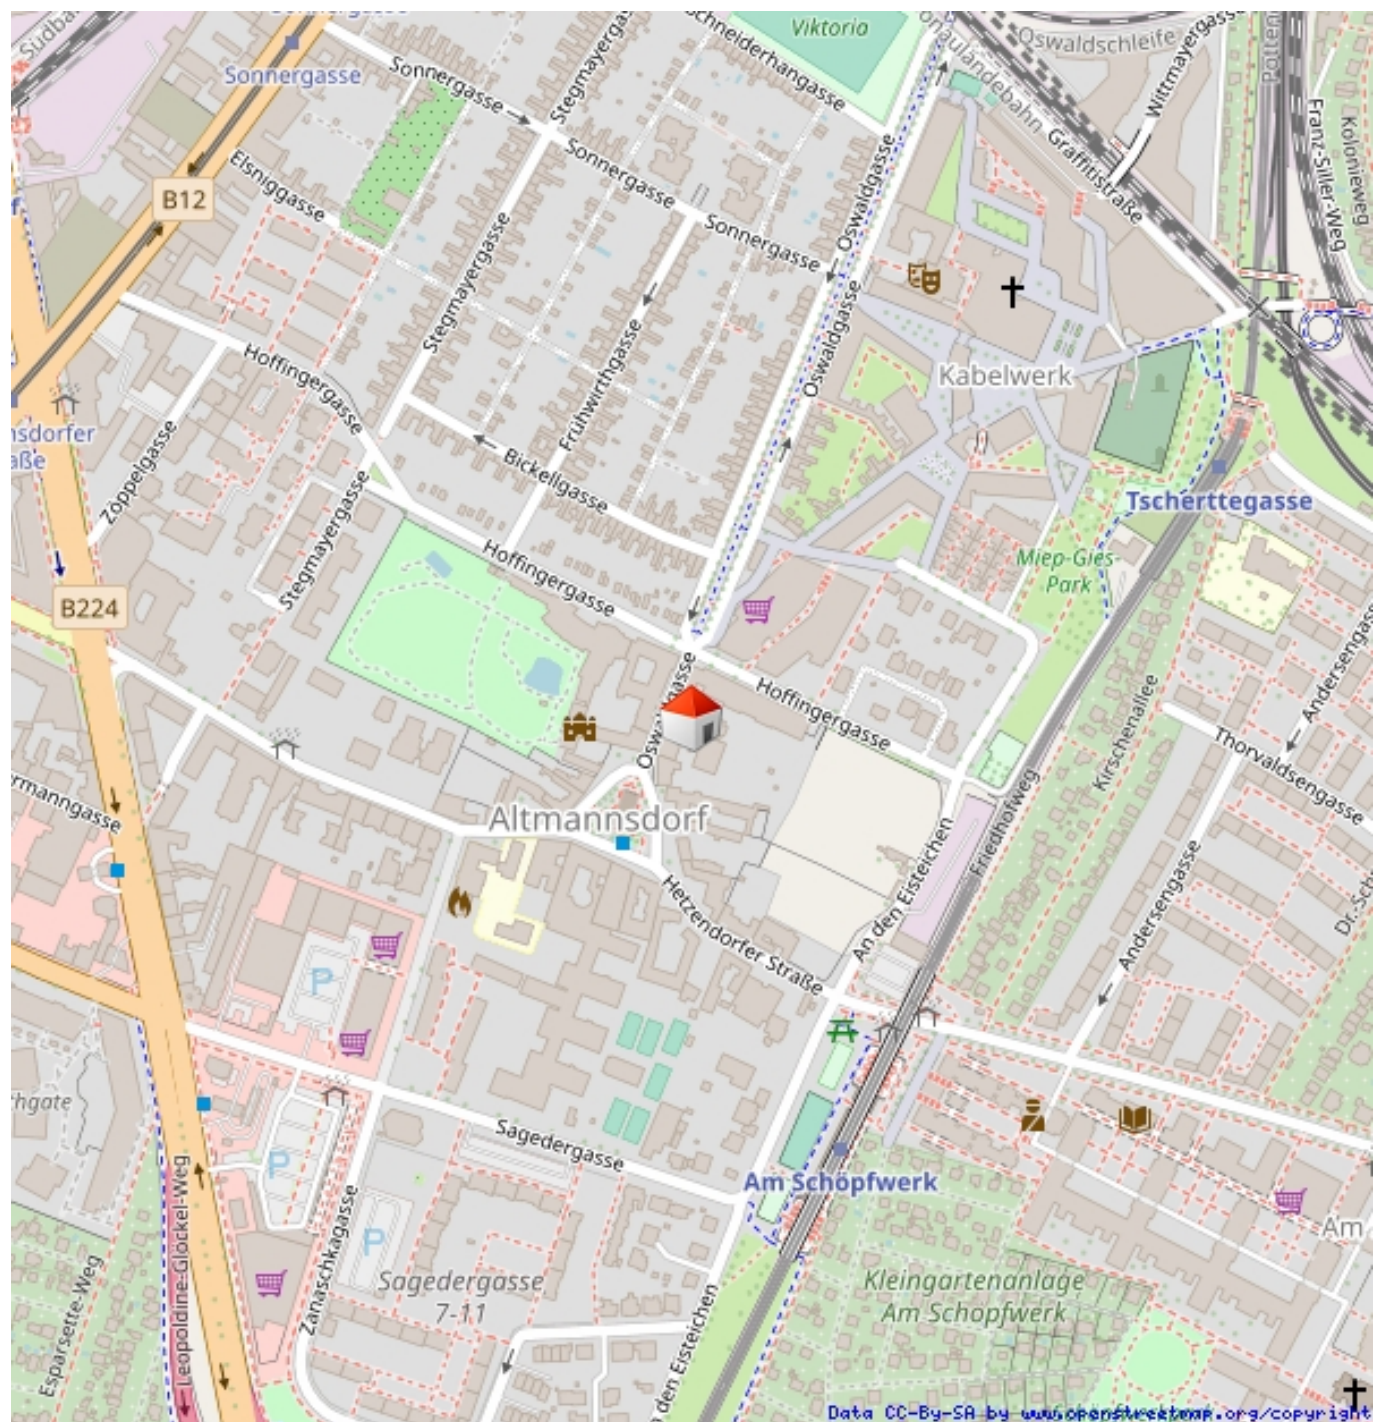 Viktoria
Oswaldschleife
Wittmayergasse
Sonnergasse
Sonnergasse
Stegmayergasse
Schneiderhangasse
Graffitistraße
Franz-Siller-Weg
Kolonieweg
B12
Elsniggasse
Sonnergasse
Sonnergasse
Oswaldgasse
Stegmayergasse
Oswaldgasse
Hoffingergasse
Frühwirthgasse
Kabelwerk
Zöppelgasse
Bickellgasse
Tscherttegasse
Stegmayergasse
Hoffingergasse
Miep-Gies-
Park
B224
Hoffingergasse
Kirschenallee
Andersengasse
Thorvaldsengasse
Altmannsdorf
Friedhofweg
An den Eisteichen
Hetzendorfer Straße
Andersengasse
P
Sagedergasse
P
Am Schöpfwerk
P
Leopoldine-Glöckel-Weg
Zanaschkagasse
Sagedergasse
7-11
Kleingartenanlage
Am Schöpfwerk
Esparsette-Weg
Am
Data CC-By-SA by www.openstreetmap.org/copyright